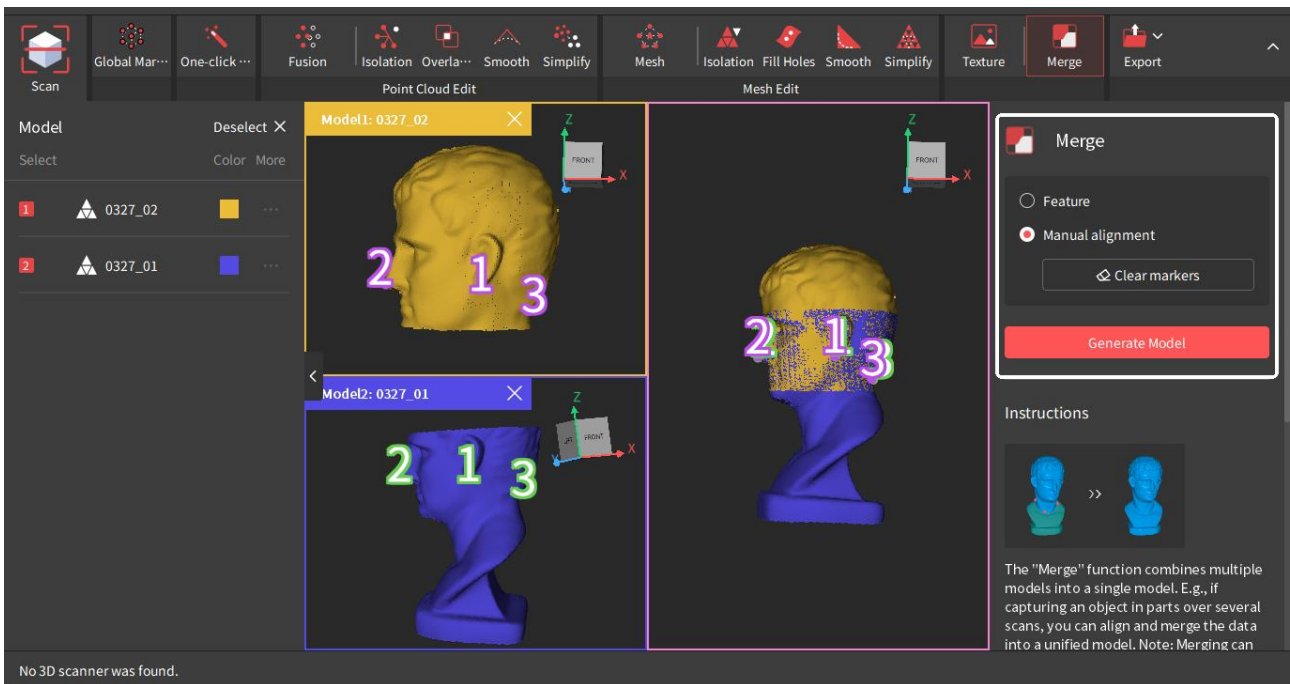 Scan
Global Mar···
One-click ···
Fusion
Isolation
Overla···
Smooth
Simplify
Point Cloud Edit
Mesh
Isolation
Fill Holes
Smooth
Simplify
Mesh Edit
Texture
Merge
Export
Model
Deselect
Select
Color
More
1
0327_02
2
0327_01
Model1: 0327_02
Z
FRONT
X
2
1
3
Model2: 0327_01
Z
FRONT
X
2
1
3
Z
FRONT
X
2
1
3
Merge
Feature
Manual alignment
Clear markers
Generate Model
Instructions
The "Merge" function combines multiple
models into a single model. E.g., if
capturing an object in parts over several
scans, you can align and merge the data
into a unified model. Note: Merging can
No 3D scanner was found.